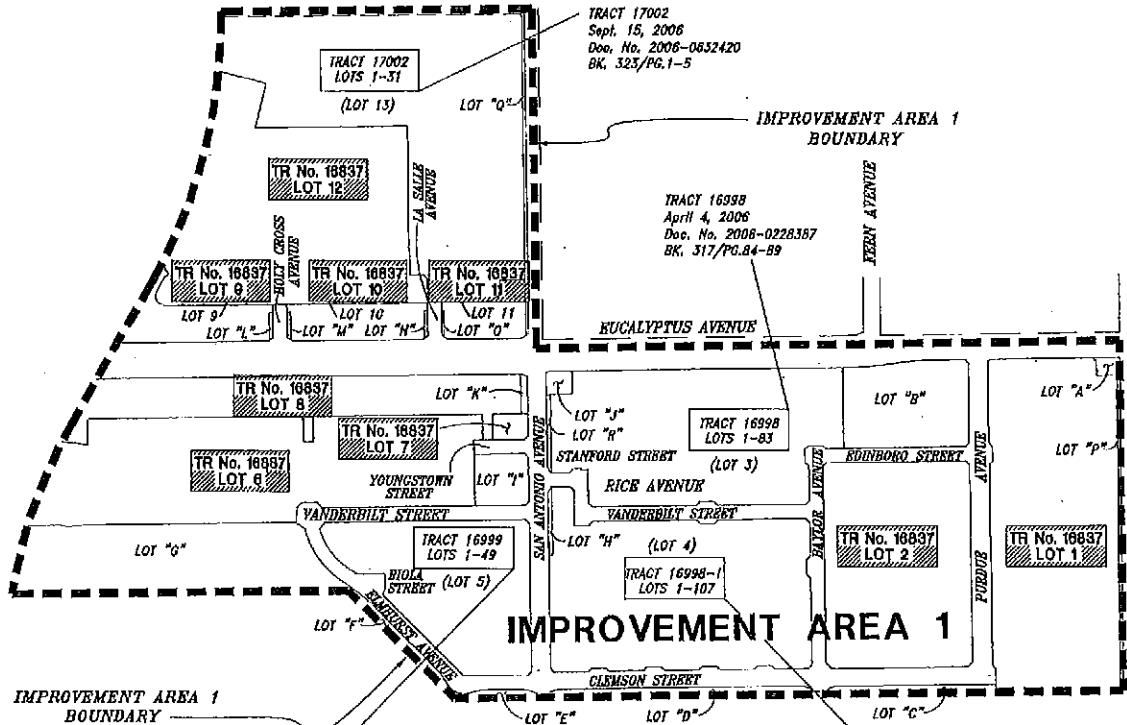 TRACT 17002
Sept. 15, 2006
Doc. No. 2006-0632420
BK. 323/PG.1-5
TRACT 17002
LOTS 1-31
(LOT 13)
LOT "Q"
IMPROVEMENT AREA 1
BOUNDARY
TR No. 16837
LOT 12
LA SALLE
AVENUE
HOLY CROSS
AVENUE
TRACT 16998
April 4, 2006
Doc. No. 2006-0228387
BK. 317/PG.84-89
FERN AVENUE
TR No. 16837
LOT 9
TR No. 16837
LOT 10
TR No. 16837
LOT 11
LOT 9
LOT 10
LOT 11
LOT "L"
LOT "M"
LOT "N"
LOT "O"
EUCALYPTUS AVENUE
TR No. 16837
LOT 8
LOT "K"
LOT "J"
LOT "R"
LOT "B"
LOT "A"
TR No. 16837
LOT 7
TRACT 16998
LOTS 1-83
(LOT 3)
SAN ANTONIO AVENUE
STANFORD STREET
EDINBORO STREET
LOT "P"
TR No. 16837
LOT 6
YOUNGSTOWN
STREET
LOT "I"
RICE AVENUE
BAYLOR AVENUE
PURDUE AVENUE
VANDERBILT STREET
VANDERBILT STREET
LOT "G"
TRACT 16999
LOTS 1-49
(LOT 5)
LOT "H"
(LOT 4)
TR No. 16837
LOT 2
TR No. 16837
LOT 1
BIOLA
STREET
TRACT 16998-1
LOTS 1-107
ELMHURST AVENUE
LOT "F"
IMPROVEMENT AREA 1
CLEMSON STREET
IMPROVEMENT AREA 1
BOUNDARY
LOT "E"
LOT "D"
LOT "C"